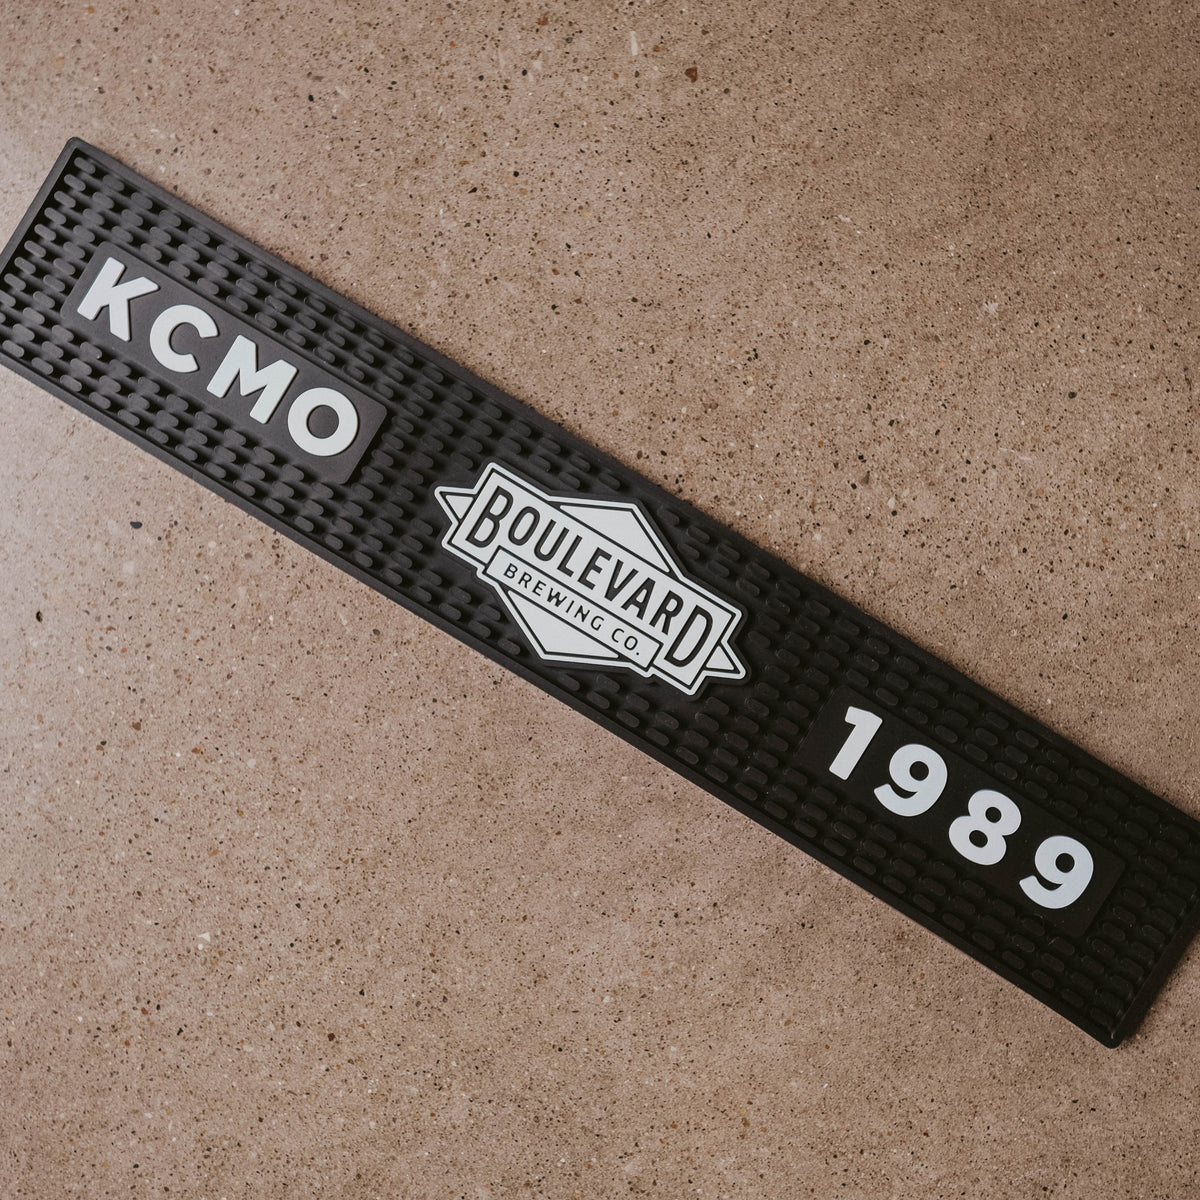 KCMO
BOULEVARD
BREWING CO.
1989